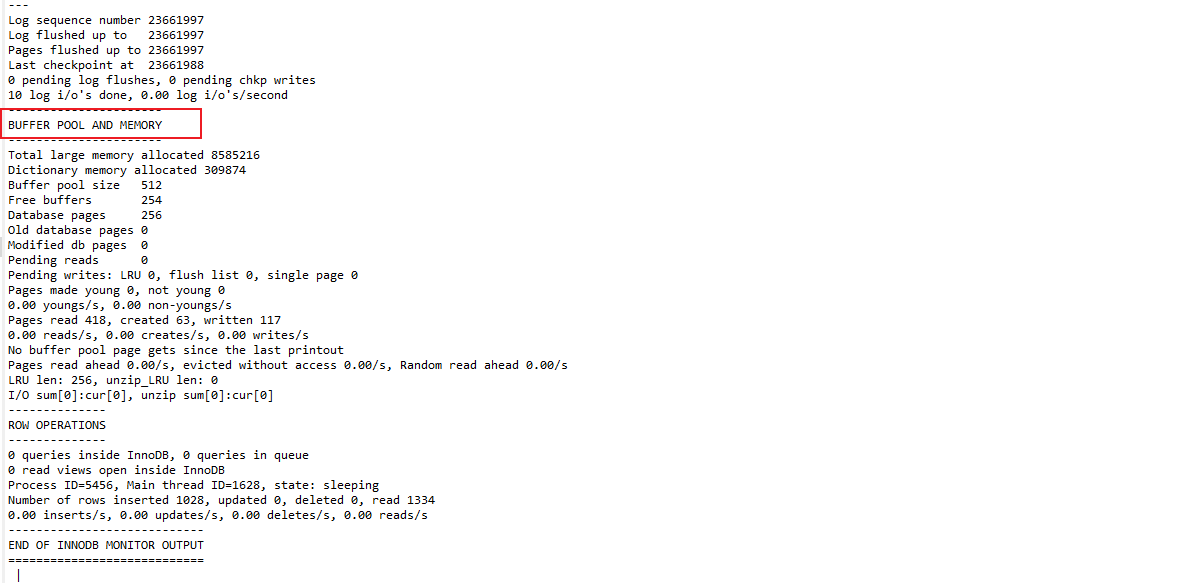 ---
Log sequence number 23661997
Log flushed up to   23661997
Pages flushed up to 23661997
Last checkpoint at  23661988
0 pending log flushes, 0 pending chkp writes
10 log i/o's done, 0.00 log i/o's/second
----------------------
BUFFER POOL AND MEMORY
----------------------
Total large memory allocated 8585216
Dictionary memory allocated 309874
Buffer pool size   512
Free buffers       254
Database pages     256
Old database pages 0
Modified db pages  0
Pending reads      0
Pending writes: LRU 0, flush list 0, single page 0
Pages made young 0, not young 0
0.00 youngs/s, 0.00 non-youngs/s
Pages read 418, created 63, written 117
0.00 reads/s, 0.00 creates/s, 0.00 writes/s
No buffer pool page gets since the last printout
Pages read ahead 0.00/s, evicted without access 0.00/s, Random read ahead 0.00/s
LRU len: 256, unzip_LRU len: 0
I/O sum[0]:cur[0], unzip sum[0]:cur[0]
--------------
ROW OPERATIONS
--------------
0 queries inside InnoDB, 0 queries in queue
0 read views open inside InnoDB
Process ID=5456, Main thread ID=1628, state: sleeping
Number of rows inserted 1028, updated 0, deleted 0, read 1334
0.00 inserts/s, 0.00 updates/s, 0.00 deletes/s, 0.00 reads/s
----------------------------
END OF INNODB MONITOR OUTPUT
============================